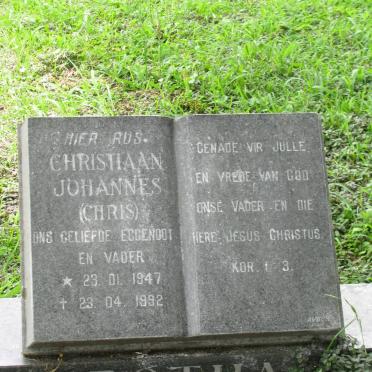 HIER RUS
CHRISTIAAN
JOHANNES
(CHRIS)
ONS GELIEFDE EGGENOOT
EN VADER
* 23. 01. 1947
† 23. 04. 1992
GENADE VIR JULLE
EN VREDE VAN GOD
ONSE VADER EN DIE
HERE JESUS CHRISTUS.
KOR. 1 : 3.